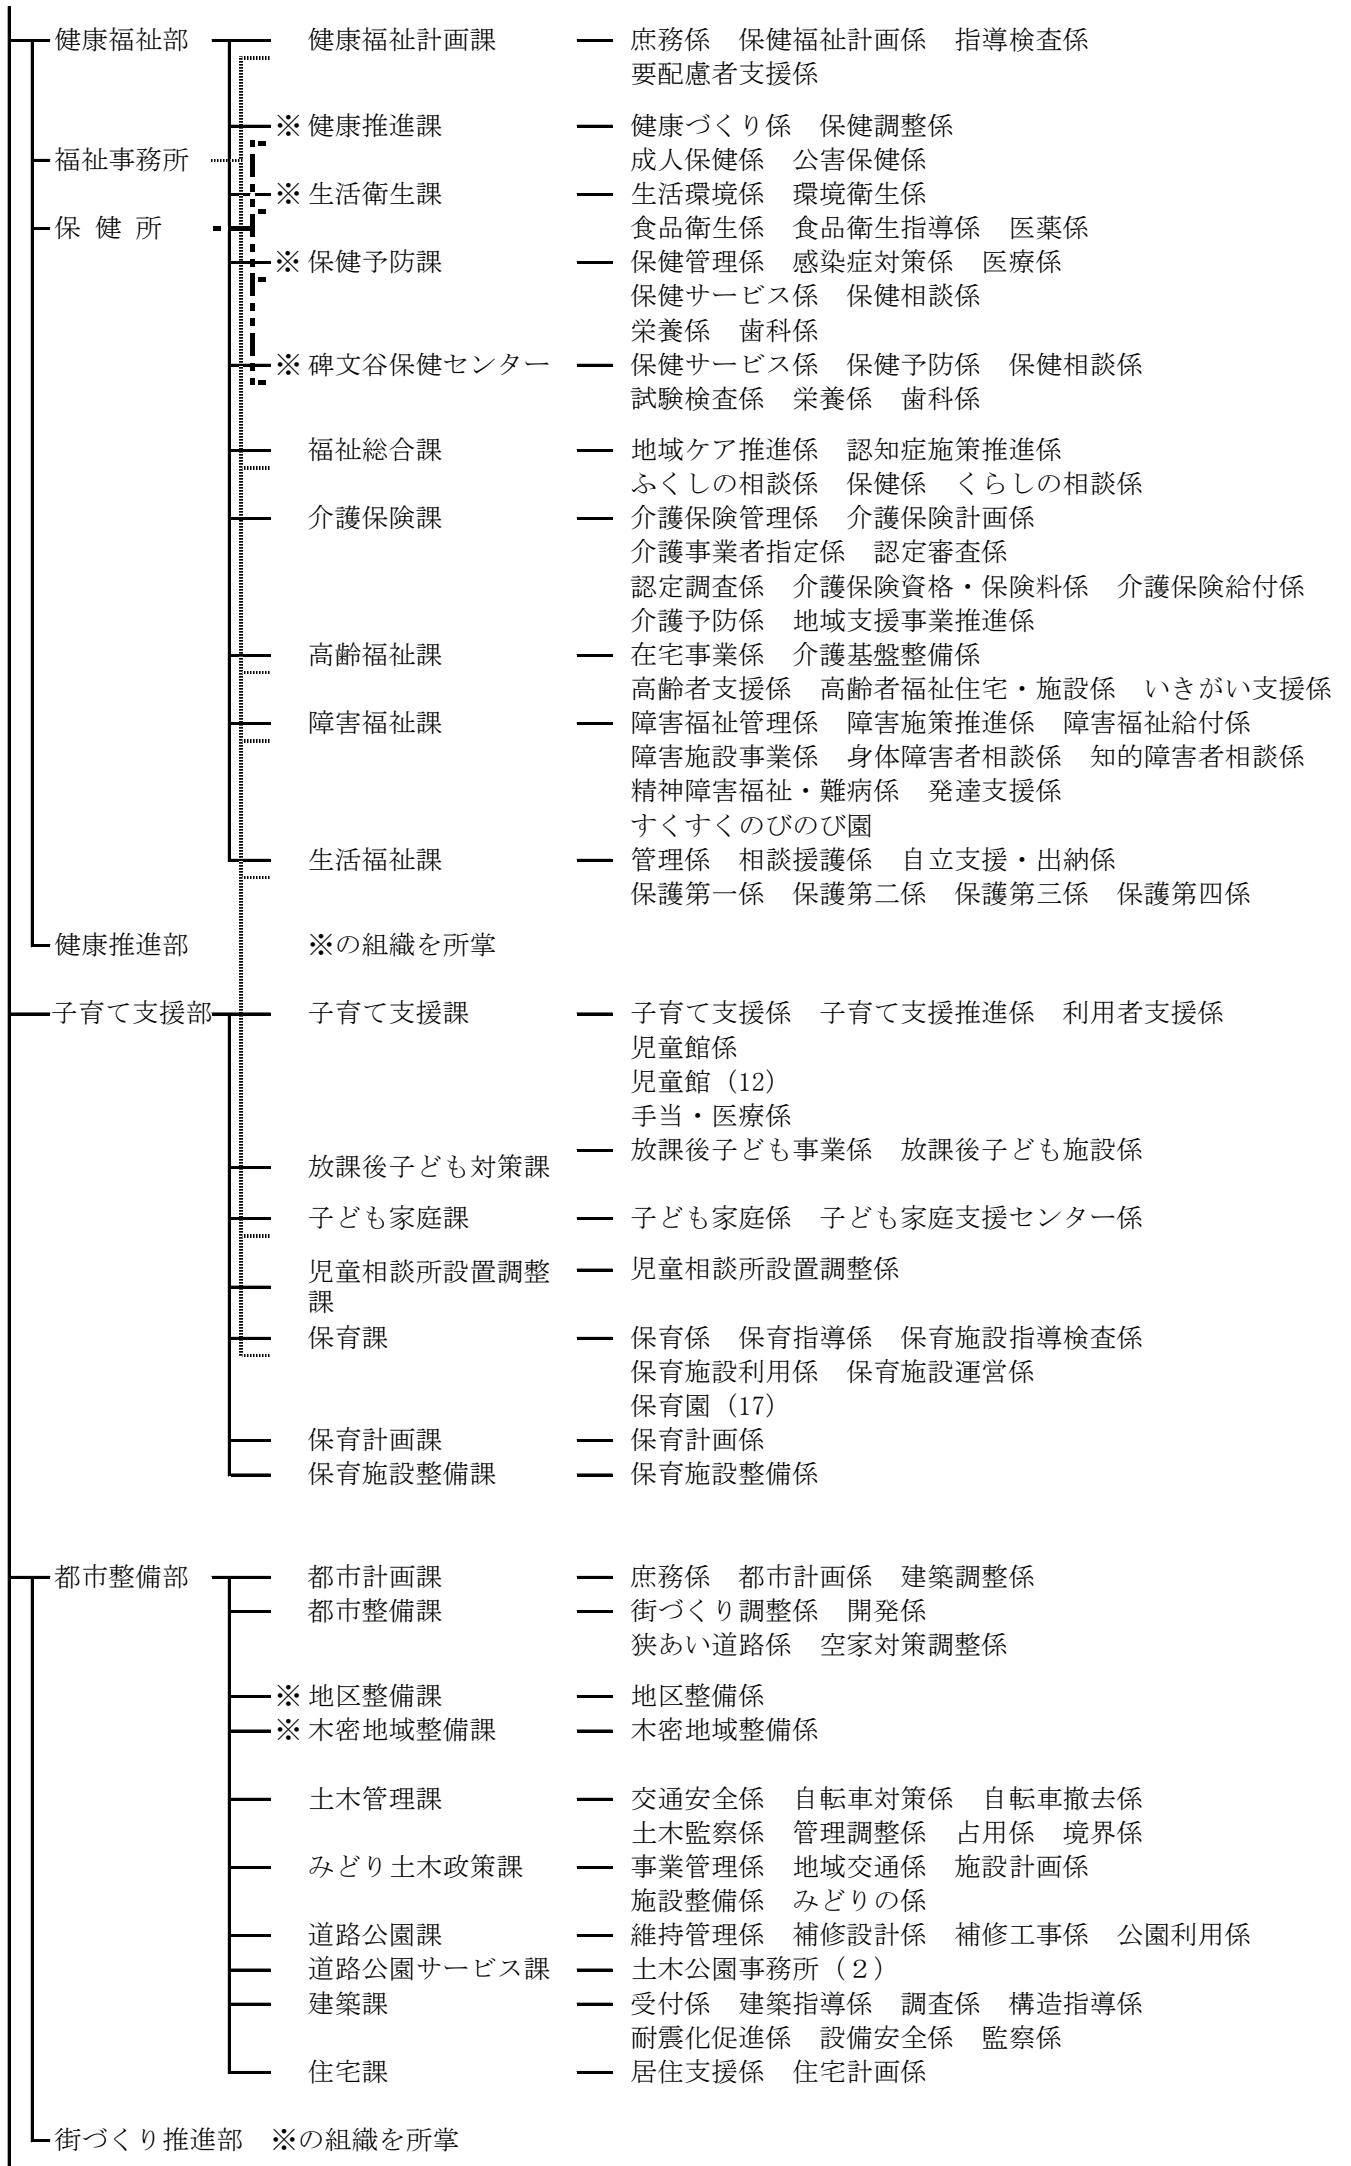 健康福祉部　健康福祉計画課　庶務係　保健福祉計画係　指導検査係
要配慮者支援係
※ 健康推進課　健康づくり係　保健調整係
福祉事務所　成人保健係　公害保健係
※ 生活衛生課　生活環境係　環境衛生係
保 健 所　食品衛生係　食品衛生指導係　医薬係
※ 保健予防課　保健管理係　感染症対策係　医療係
保健サービス係　保健相談係
栄養係　歯科係
※ 碑文谷保健センター　保健サービス係　保健予防係　保健相談係
試験検査係　栄養係　歯科係
福祉総合課　地域ケア推進係　認知症施策推進係
ふくしの相談係　保健係　くらしの相談係
介護保険課　介護保険管理係　介護保険計画係
介護事業者指定係　認定審査係
認定調査係　介護保険資格・保険料係　介護保険給付係
介護予防係　地域支援事業推進係
高齢福祉課　在宅事業係　介護基盤整備係
高齢者支援係　高齢者福祉住宅・施設係　いきがい支援係
障害福祉課　障害福祉管理係　障害施策推進係　障害福祉給付係
障害施設事業係　身体障害者相談係　知的障害者相談係
精神障害福祉・難病係　発達支援係
すくすくのびのび園
生活福祉課　管理係　相談援護係　自立支援・出納係
保護第一係　保護第二係　保護第三係　保護第四係
健康推進部　※の組織を所掌
子育て支援部　子育て支援課　子育て支援係　子育て支援推進係　利用者支援係
児童館係
児童館（12）
手当・医療係
放課後子ども対策課　放課後子ども事業係　放課後子ども施設係
子ども家庭課　子ども家庭係　子ども家庭支援センター係
児童相談所設置調整　児童相談所設置調整係
課
保育課　保育係　保育指導係　保育施設指導検査係
保育施設利用係　保育施設運営係
保育園（17）
保育計画課　保育計画係
保育施設整備課　保育施設整備係
都市整備部　都市計画課　庶務係　都市計画係　建築調整係
都市整備課　街づくり調整係　開発係
狭あい道路係　空家対策調整係
※ 地区整備課　地区整備係
※ 木密地域整備課　木密地域整備係
土木管理課　交通安全係　自転車対策係　自転車撤去係
土木監察係　管理調整係　占用係　境界係
みどり土木政策課　事業管理係　地域交通係　施設計画係
施設整備係　みどりの係
道路公園課　維持管理係　補修設計係　補修工事係　公園利用係
道路公園サービス課　土木公園事務所（２）
建築課　受付係　建築指導係　調査係　構造指導係
耐震化促進係　設備安全係　監察係
住宅課　居住支援係　住宅計画係
街づくり推進部　※の組織を所掌